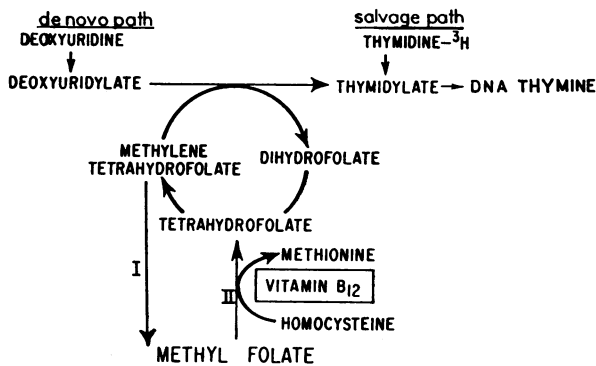 de novo path
DEOXYURIDINE
salvage path
THYMIDINE-³H
DEOXYURIDYLATE
THYMIDYLATE
DNA THYMINE
METHYLENE
TETRAHYDROFOLATE
DIHYDROFOLATE
TETRAHYDROFOLATE
I
METHIONINE
II
VITAMIN B₁₂
HOMOCYSTEINE
METHYL FOLATE